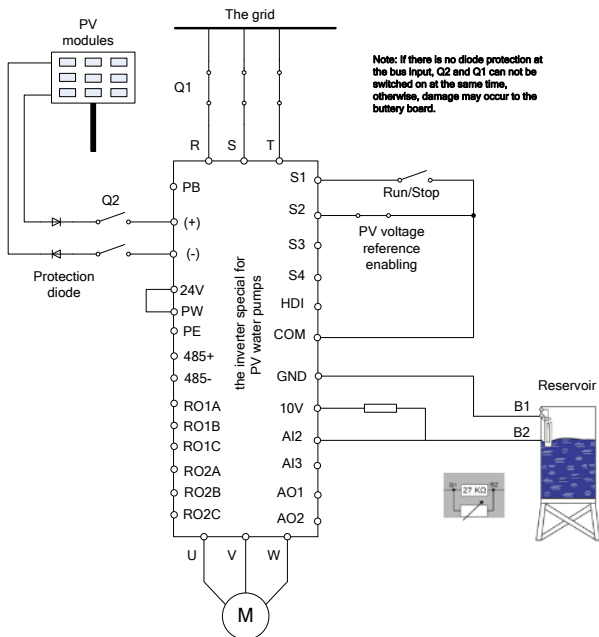 The grid
PV
modules
Note: If there is no diode protection at
the bus input, Q2 and Q1 can not be
switched on at the same time,
otherwise, damage may occur to the
buttery board.
Q1
R S T
PB
Q2
(+)
(-)
Protection
diode
24V
PW
PE
485+
485-
RO1A
RO1B
RO1C
RO2A
RO2B
RO2C
the inverter special for
PV water pumps
S1
Run/Stop
S2
PV voltage
reference
enabling
S3
S4
HDI
COM
GND
10V
AI2
AI3
AO1
AO2
Reservoir
B1
B2
B1 27 KΩ B2
U V W
M